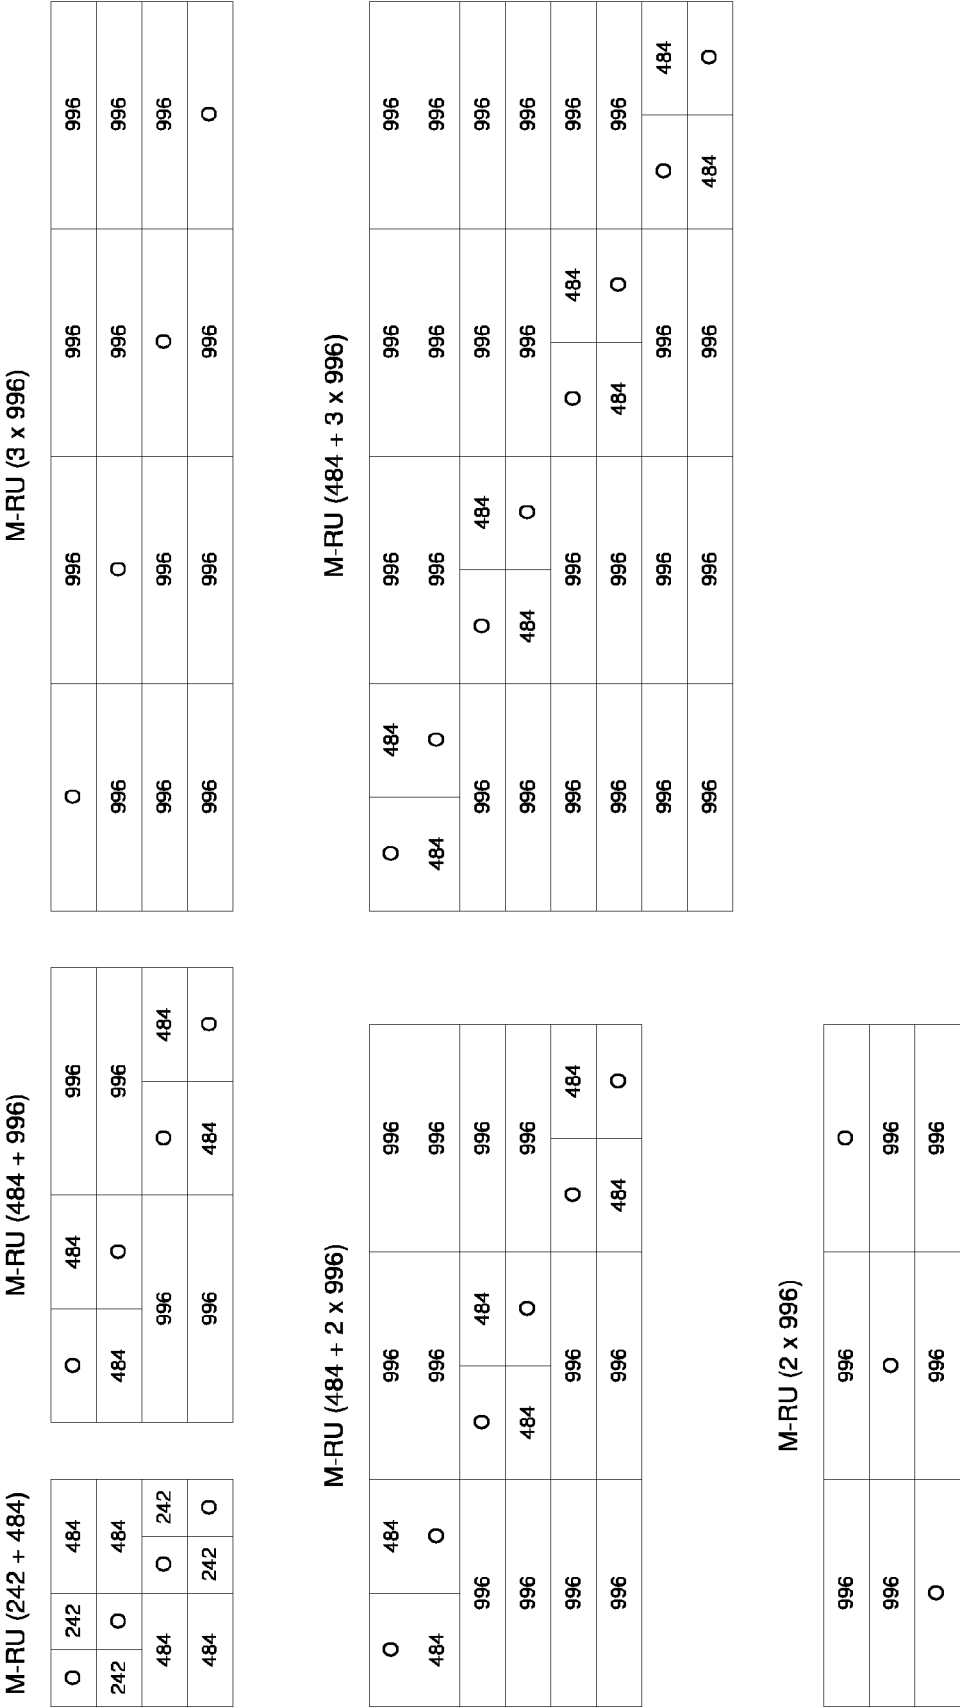 M-RU (242 + 484)
O 242 484
242 O 484
484 O 242
484 242 O
M-RU (484 + 996)
O 484 996
484 O 996
996 O 484
996 484 O
M-RU (3 x 996)
O 996 996 996
996 O 996 996
996 996 O 996
996 996 996 O
M-RU (484 + 2 x 996)
O 484 996 996
484 O 996 996
996 O 484 996
996 484 O 996
996 996 O 484
996 996 484 O
M-RU (484 + 3 x 996)
O 484 996 996 996
484 O 996 996 996
996 O 484 996 996
996 484 O 996 996
996 996 O 484 996
996 996 484 O 996
996 996 996 O 484
996 996 996 484 O
M-RU (2 x 996)
996 996 O
996 O 996
O 996 996